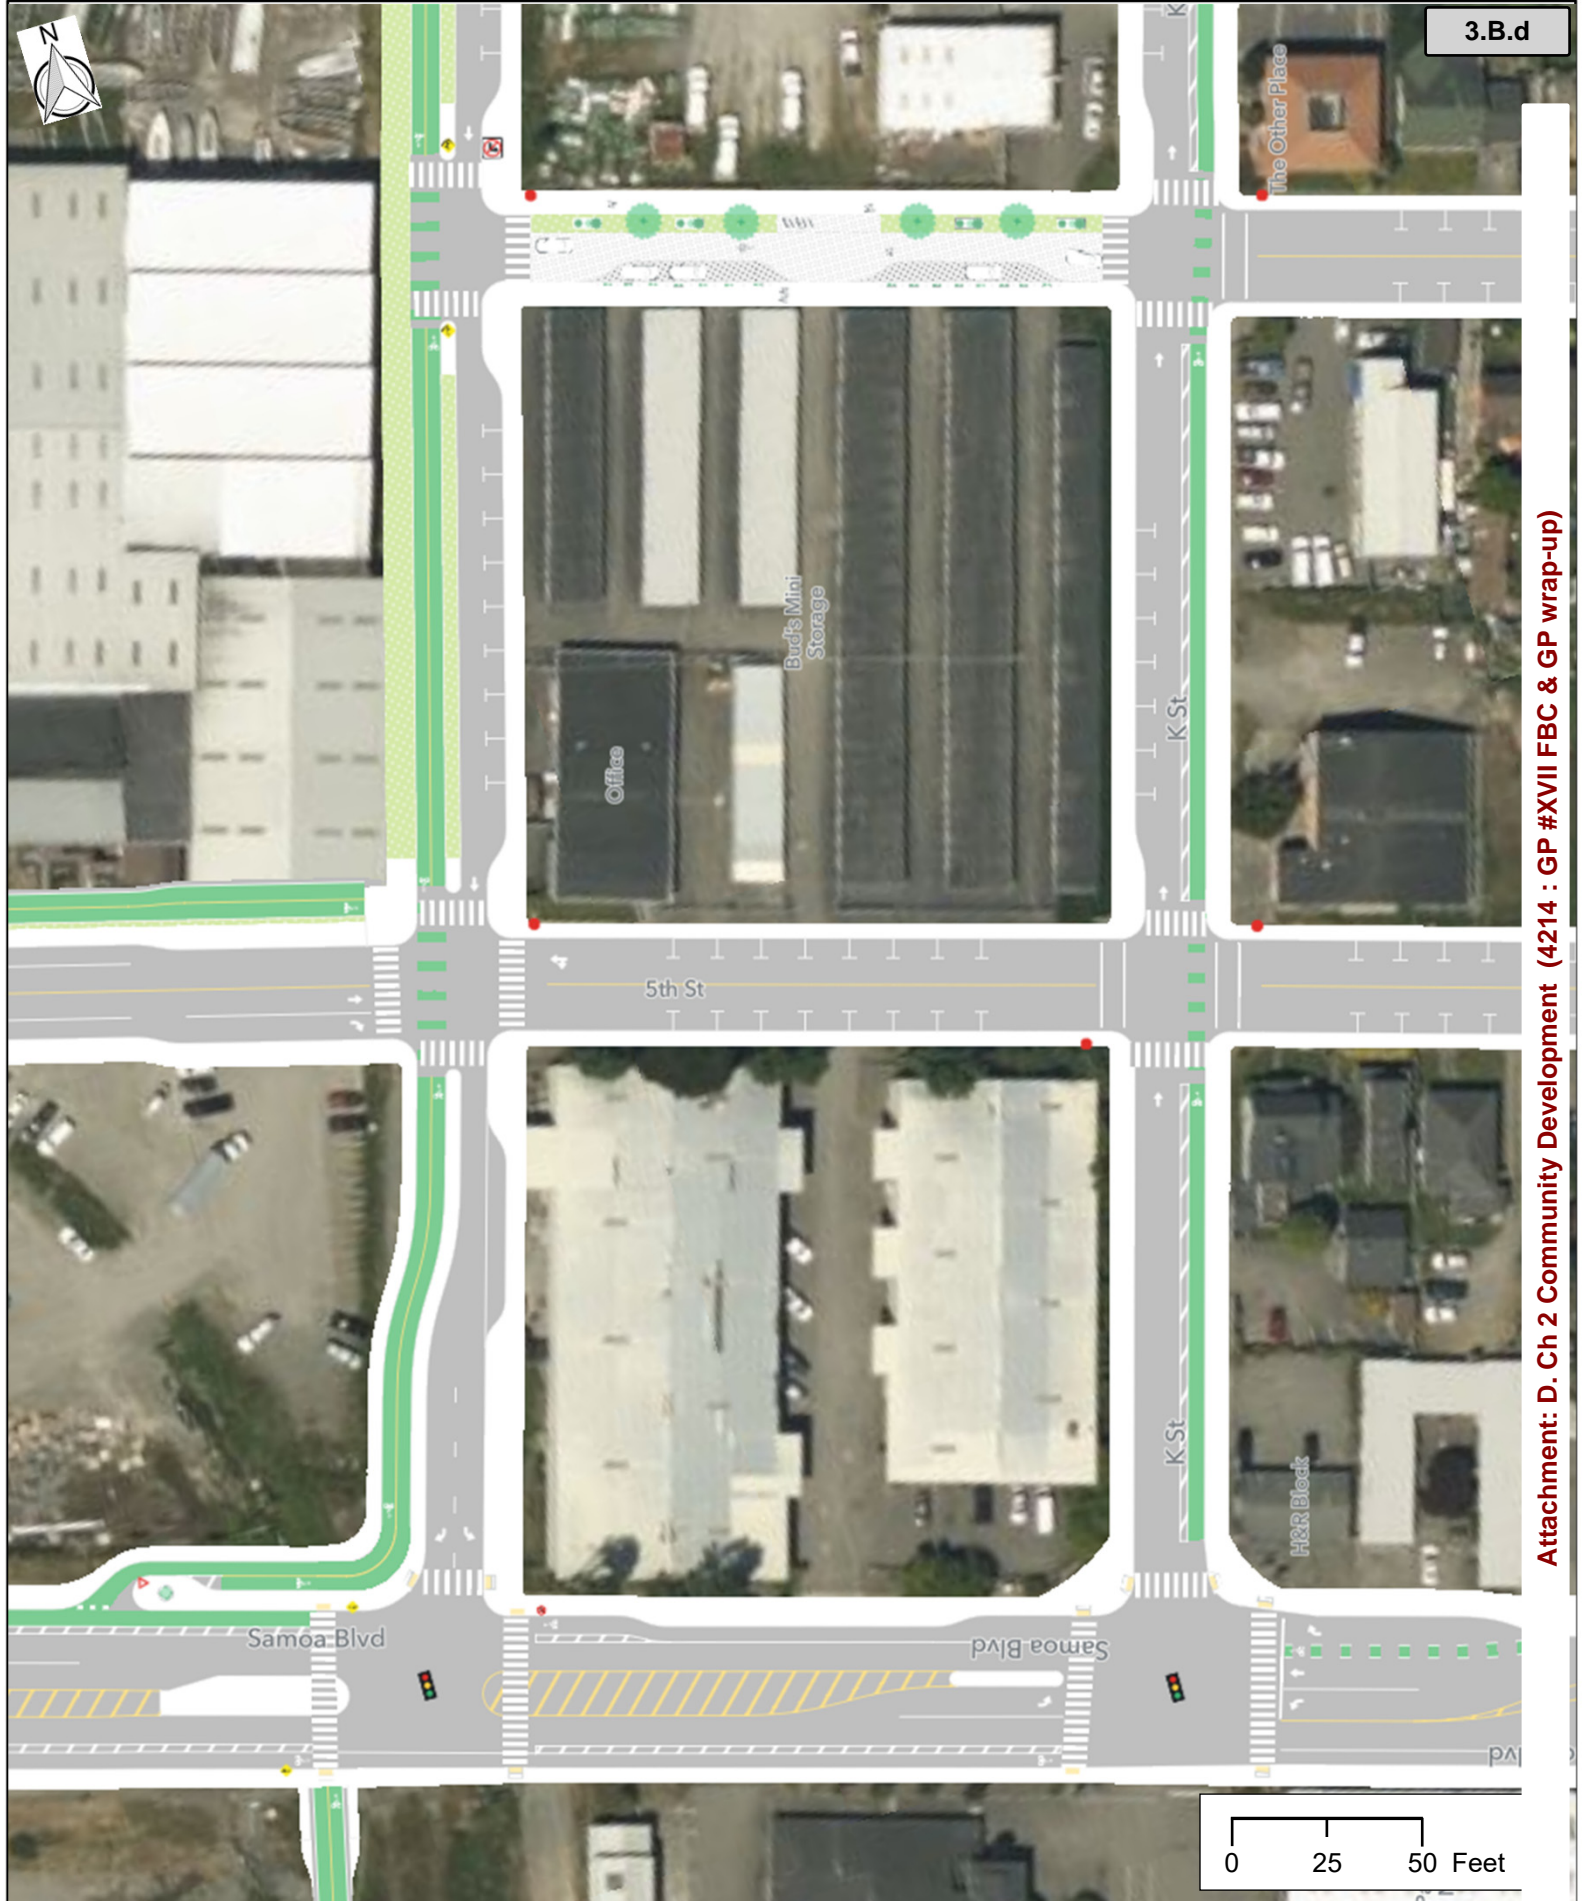 3.B.d
N
K
The Other Place
Bud's Mini
Storage
Office
K St
5th St
K St
H&R Block
Samoa Blvd
Samoa Blvd
lvd
0 25 50 Feet
Attachment: D. Ch 2 Community Development (4214 : GP #XVII FBC & GP wrap-up)